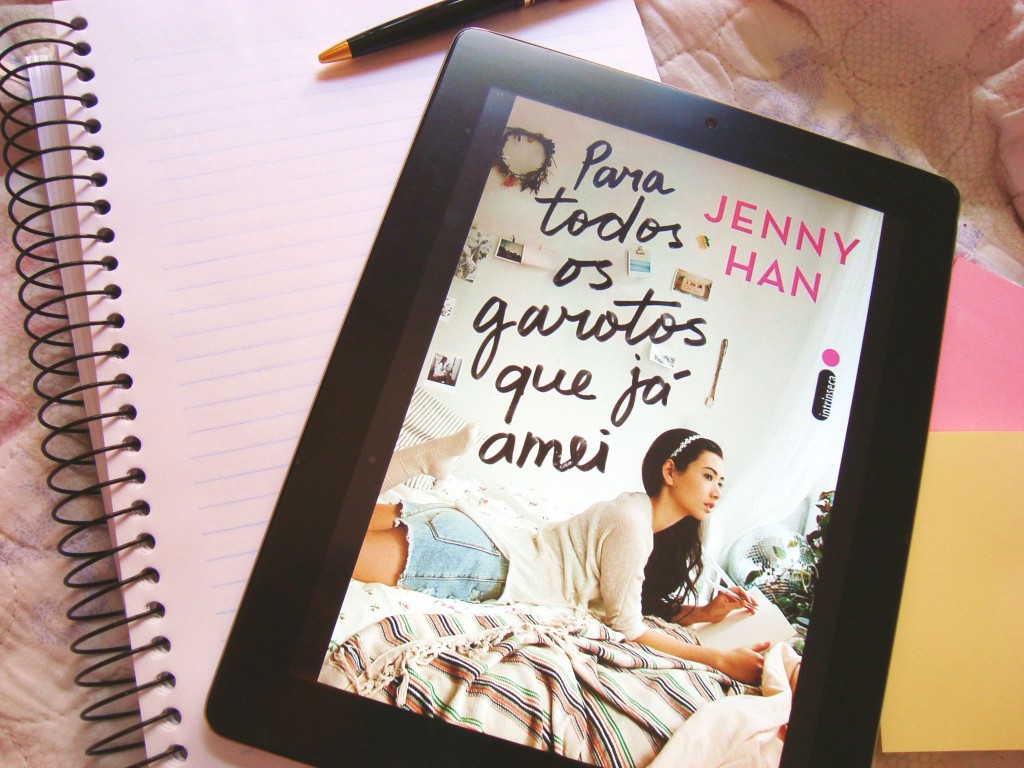 Para
todos
os
garotos
que já
amei
JENNY
HAN
intrínseca